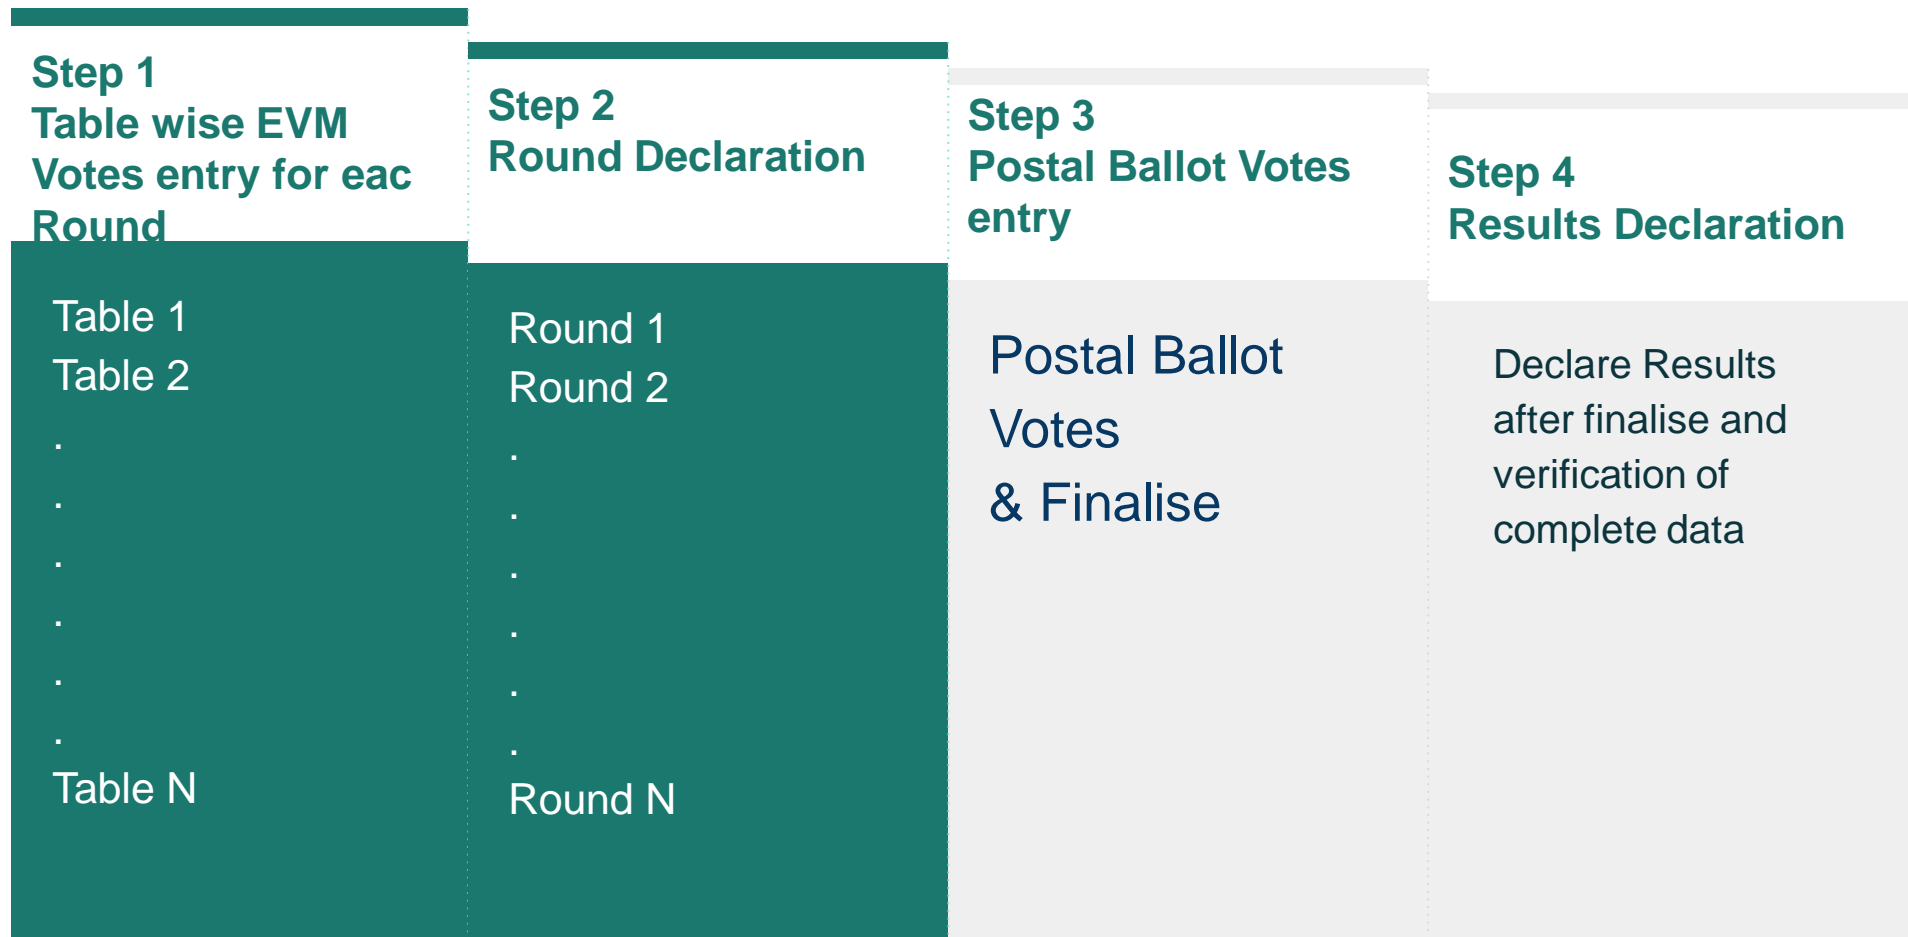 Step 1
Table wise EVM
Votes entry for eac
Round
Table 1
Table 2
.
.
.
.
.
.
Table N
Step 2
Round Declaration
Round 1
Round 2
.
.
.
.
.
.
Round N
Step 3
Postal Ballot Votes
entry
Postal Ballot
Votes
& Finalise
Step 4
Results Declaration
Declare Results
after finalise and
verification of
complete data